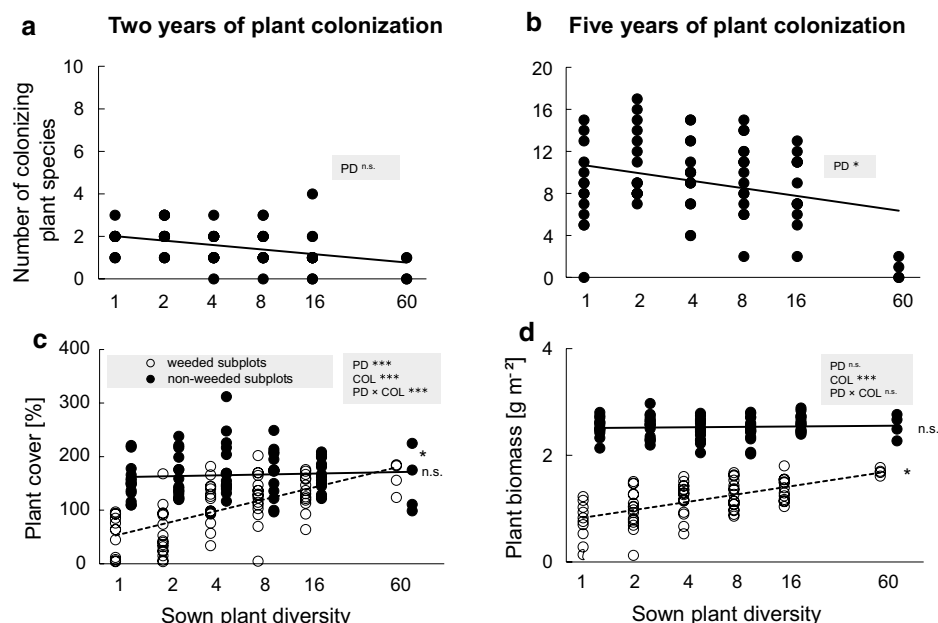 a Two years of plant colonization
b Five years of plant colonization
Number of colonizing
plant species
10
8
6
4
2
0
PD n.s.
1 2 4 8 16 60
20
16
12
8
4
0
PD *
1 2 4 8 16 60
c
Plant cover [%]
400
300
200
100
0
weeded subplots
non-weeded subplots
PD ***
COL ***
PD × COL ***
*
n.s.
1 2 4 8 16 60
Sown plant diversity
d
Plant biomass [g m⁻²]
4
2
0
PD n.s.
COL ***
PD × COL n.s.
n.s.
*
1 2 4 8 16 60
Sown plant diversity